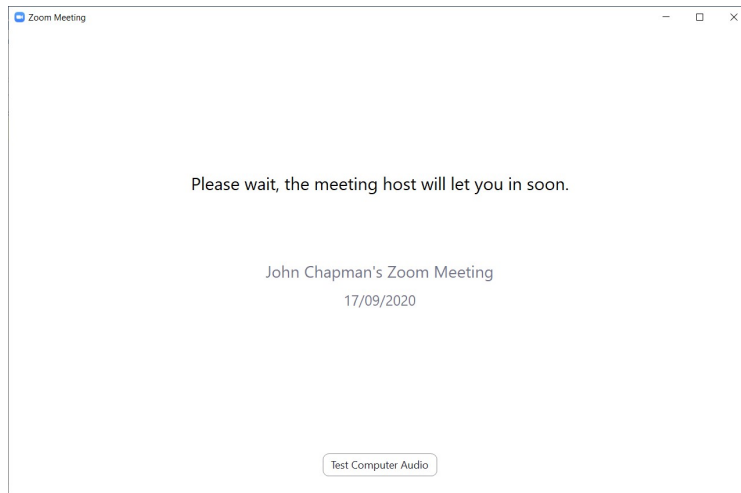 Zoom Meeting
Please wait, the meeting host will let you in soon.
John Chapman's Zoom Meeting
17/09/2020
Test Computer Audio